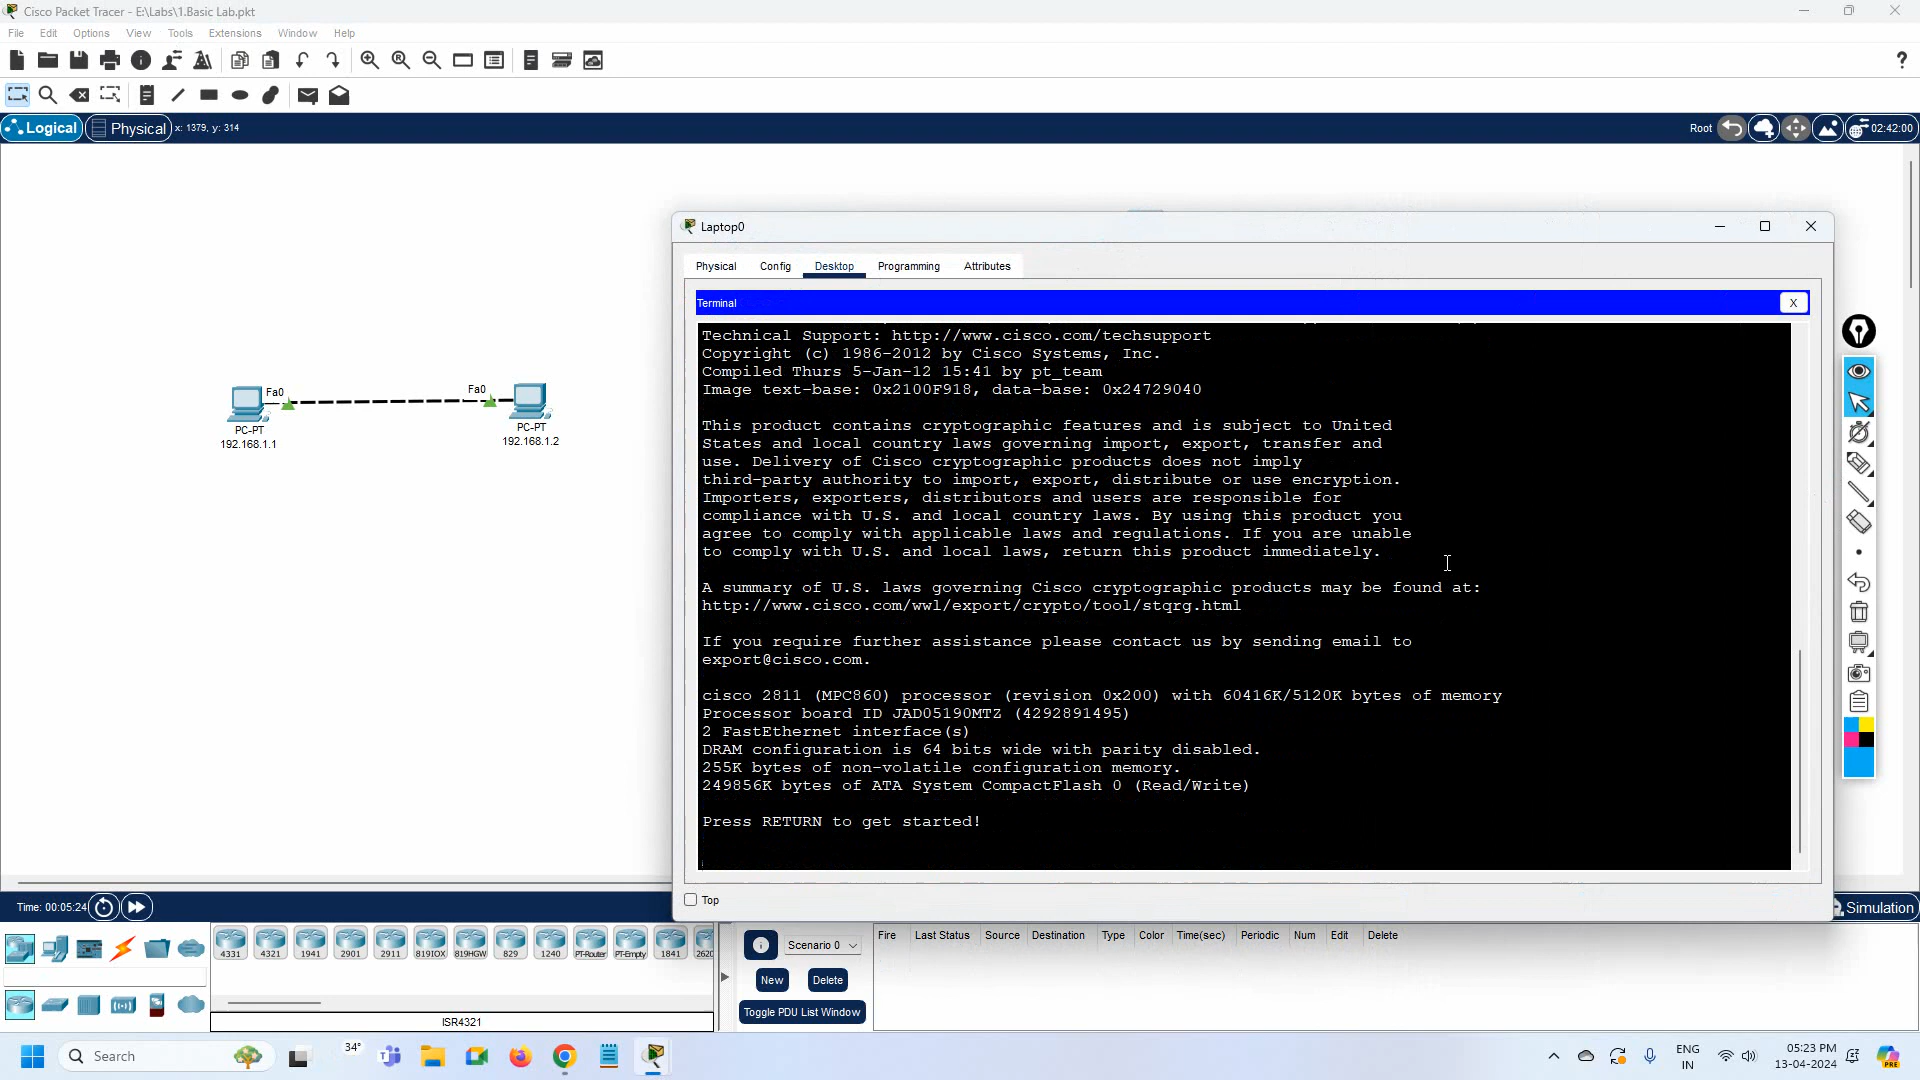 Cisco Packet Tracer - E:\Labs\1.Basic Lab.pkt
File Edit Options View Tools Extensions Window Help
Logical Physical x: 1379, y: 314 Root 02:42:00
Laptop0
Physical Config Desktop Programming Attributes
Terminal X
Technical Support: http://www.cisco.com/techsupport
Copyright (c) 1986-2012 by Cisco Systems, Inc.
Compiled Thurs 5-Jan-12 15:41 by pt_team
Image text-base: 0x2100F918, data-base: 0x24729040
This product contains cryptographic features and is subject to United
States and local country laws governing import, export, transfer and
use. Delivery of Cisco cryptographic products does not imply
third-party authority to import, export, distribute or use encryption.
Importers, exporters, distributors and users are responsible for
compliance with U.S. and local country laws. By using this product you
agree to comply with applicable laws and regulations. If you are unable
to comply with U.S. and local laws, return this product immediately.
A summary of U.S. laws governing Cisco cryptographic products may be found at:
http://www.cisco.com/wwl/export/crypto/tool/stqrg.html
If you require further assistance please contact us by sending email to
export@cisco.com.
cisco 2811 (MPC860) processor (revision 0x200) with 60416K/5120K bytes of memory
Processor board ID JAD05190MTZ (4292891495)
2 FastEthernet interface(s)
DRAM configuration is 64 bits wide with parity disabled.
255K bytes of non-volatile configuration memory.
249856K bytes of ATA System CompactFlash 0 (Read/Write)
Press RETURN to get started!
Top
Fa0 Fa0
PC-PT
192.168.1.1
PC-PT
192.168.1.2
Time: 00:05:24 Simulation
4331 4321 1941 2901 2911 819IOX 819HGW 829 1240 PT-Router PT-Empty 1841 2620
ISR4321
Scenario 0
New Delete
Toggle PDU List Window
Fire Last Status Source Destination Type Color Time(sec) Periodic Num Edit Delete
Search 34° ENG
IN
05:23 PM
13-04-2024
PRE